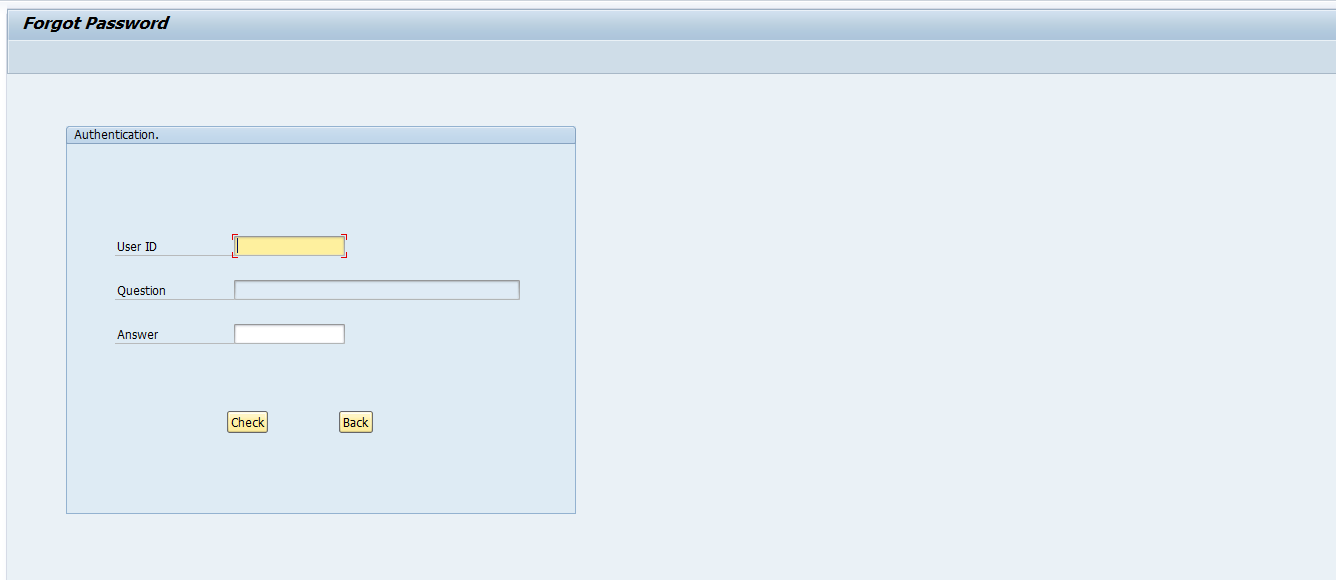 Forgot Password
Authentication.
User ID
Question
Answer
Check Back